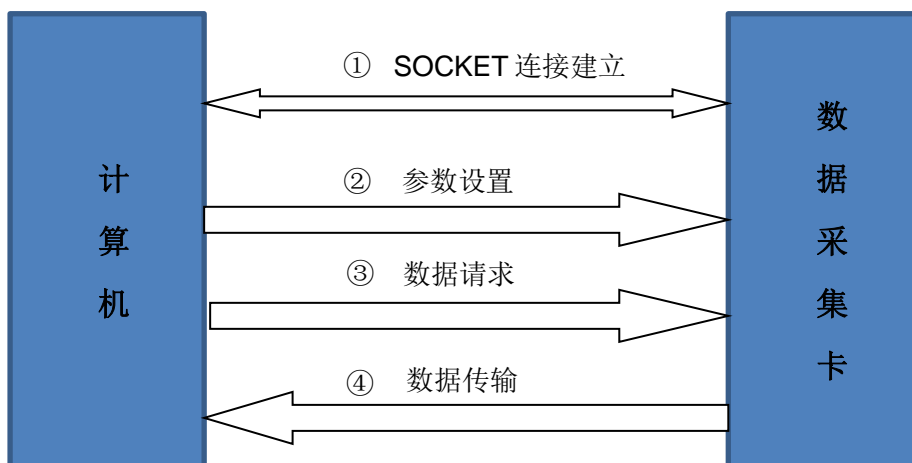 计算机
① SOCKET 连接建立
② 参数设置
③ 数据请求
④ 数据传输
数据采集卡